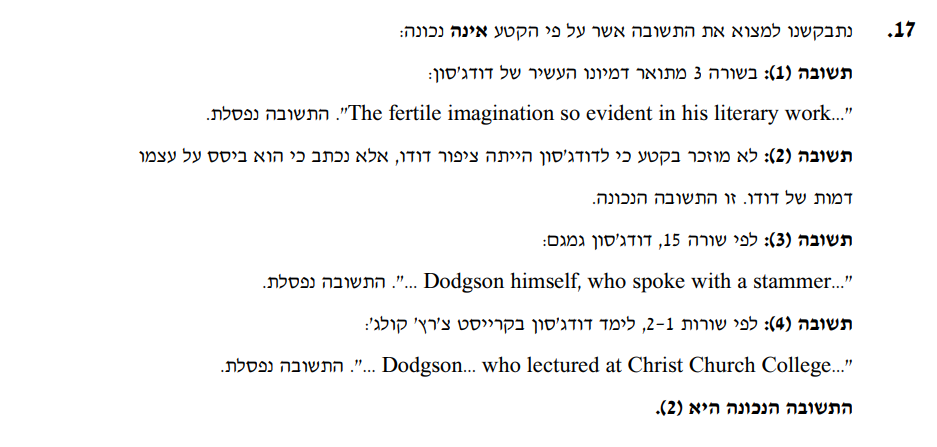 17. נתבקשנו למצוא את התשובה אשר על פי הקטע אינה נכונה:
תשובה (1): בשורה 3 מתואר דמיונו העשיר של דודג'סון:
"The fertile imagination so evident in his literary work...". התשובה נפסלת.
תשובה (2): לא מוזכר בקטע כי לדודג'סון הייתה ציפור דודו, אלא נכתב כי הוא ביסס על עצמו
דמות של דודו. זו התשובה הנכונה.
תשובה (3): לפי שורה 15, דודג'סון גמגם:
"... Dodgson himself, who spoke with a stammer...". התשובה נפסלת.
תשובה (4): לפי שורות 1-2, לימד דודג'סון בקרייסט צ'רץ' קולג':
"... Dodgson... who lectured at Christ Church College...". התשובה נפסלת.
התשובה הנכונה היא (2).